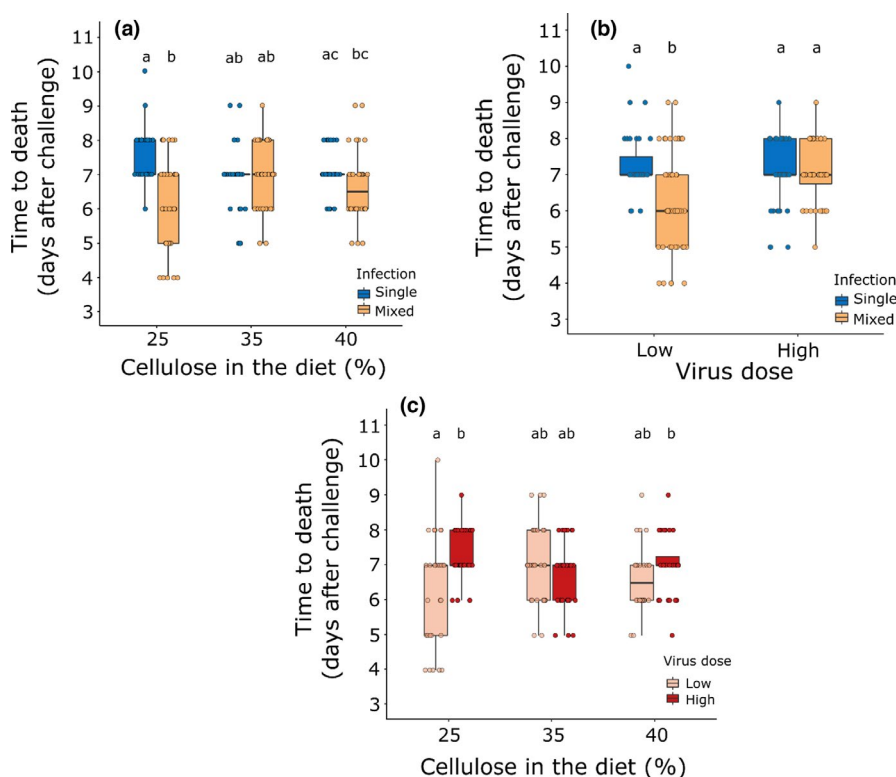 (a)
a b ab ab ac bc
11
10
9
8
7
6
5
4
3
Time to death
(days after challenge)
Infection
Single
Mixed
25 35 40
Cellulose in the diet (%)
(b)
a b a a
11
10
9
8
7
6
5
4
3
Time to death
(days after challenge)
Infection
Single
Mixed
Low High
Virus dose
(c)
a b ab ab ab b
11
10
9
8
7
6
5
4
3
Time to death
(days after challenge)
Virus dose
Low
High
25 35 40
Cellulose in the diet (%)